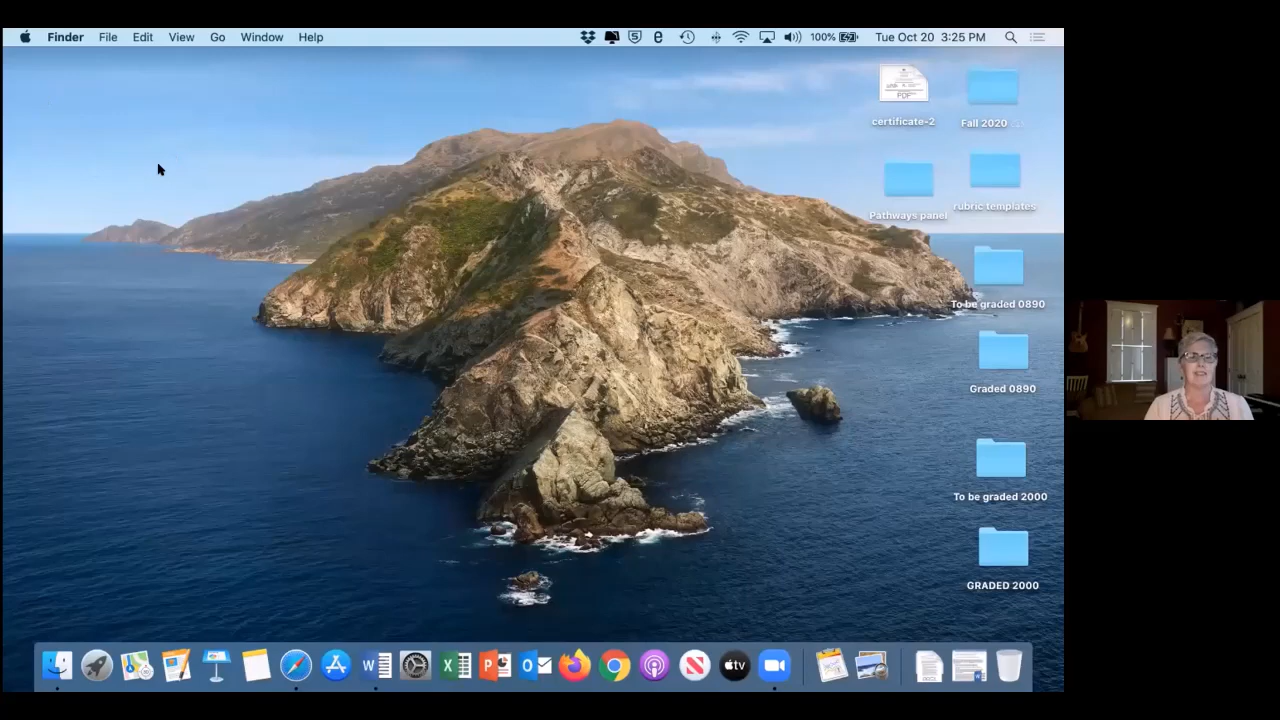 Finder File Edit View Go Window Help 100% Tue Oct 20 3:25 PM
certificate-2
Fall 2020
Pathways panel
rubric templates
To be graded 0890
Graded 0890
To be graded 2000
GRADED 2000